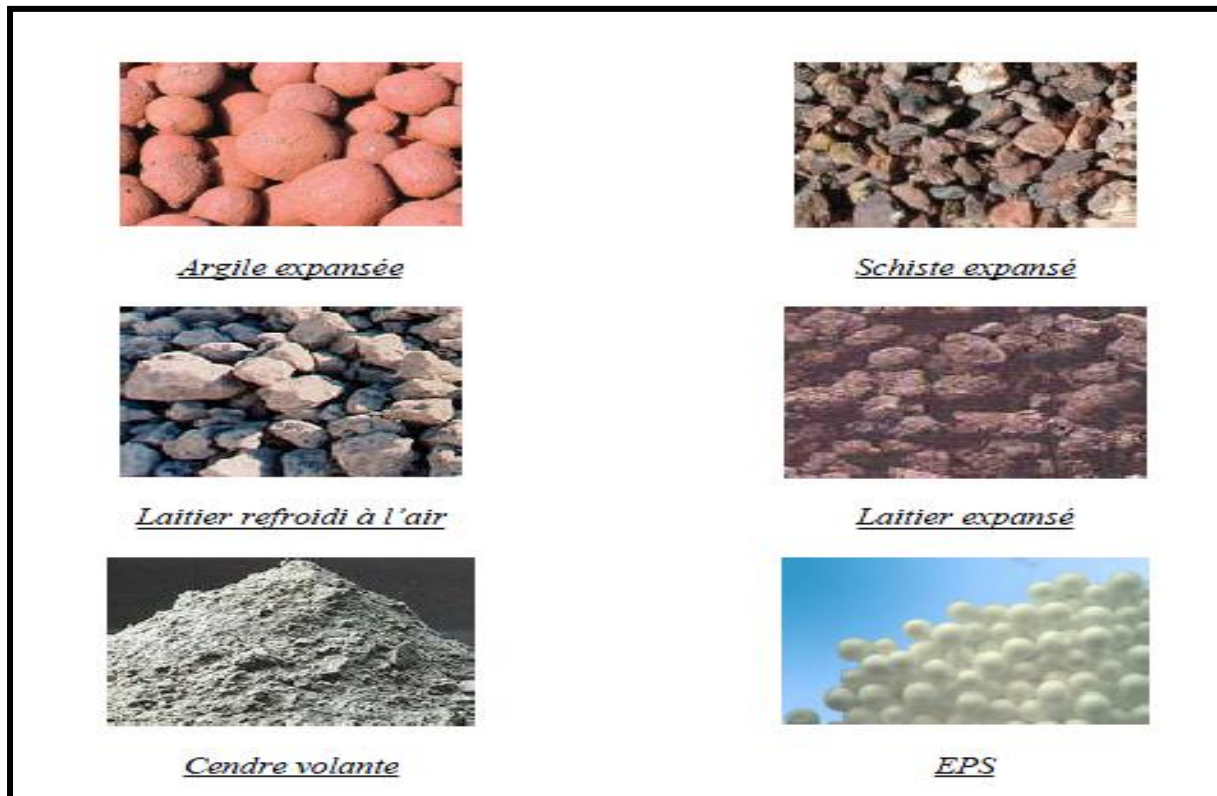 Argile expansée
Schiste expansé
Laitier refroidi à l’air
Laitier expansé
Cendre volante
EPS